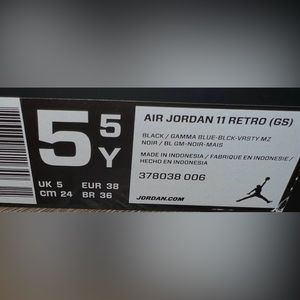 5 5
Y
UK 5 EUR 38
CM 24 BR 36
AIR JORDAN 11 RETRO (GS)
BLACK / GAMMA BLUE-BLCK-VRSTY MZ
NOIR / BL GM-NOIR-MAIS
MADE IN INDONESIA / FABRIQUE EN INDONESIE/
HECHO EN INDONESIA
378038 006
JORDAN.COM